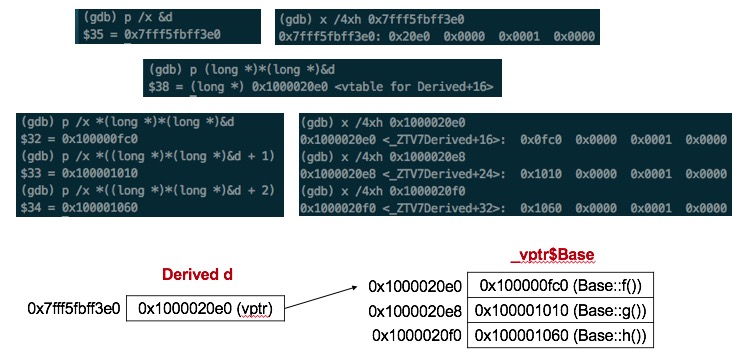 (gdb) p /x &d
$35 = 0x7fff5fbff3e0
(gdb) x /4xh 0x7fff5fbff3e0
0x7fff5fbff3e0: 0x20e0 0x0000 0x0001 0x0000
(gdb) p (long *)*(long *)&d
$38 = (long *) 0x1000020e0 <vtable for Derived+16>
(gdb) p /x *(long *)*(long *)&d
$32 = 0x100000fc0
(gdb) p /x *((long *)*(long *)&d + 1)
$33 = 0x100001010
(gdb) p /x *((long *)*(long *)&d + 2)
$34 = 0x100001060
(gdb) x /4xh 0x1000020e0
0x1000020e0 <_ZTV7Derived+16>: 0x0fc0 0x0000 0x0001 0x0000
(gdb) x /4xh 0x1000020e8
0x1000020e8 <_ZTV7Derived+24>: 0x1010 0x0000 0x0001 0x0000
(gdb) x /4xh 0x1000020f0
0x1000020f0 <_ZTV7Derived+32>: 0x1060 0x0000 0x0001 0x0000
Derived d
0x7fff5fbff3e0 0x1000020e0 (vptr)
_vptr$Base
0x1000020e0 0x100000fc0 (Base::f())
0x1000020e8 0x100001010 (Base::g())
0x1000020f0 0x100001060 (Base::h())